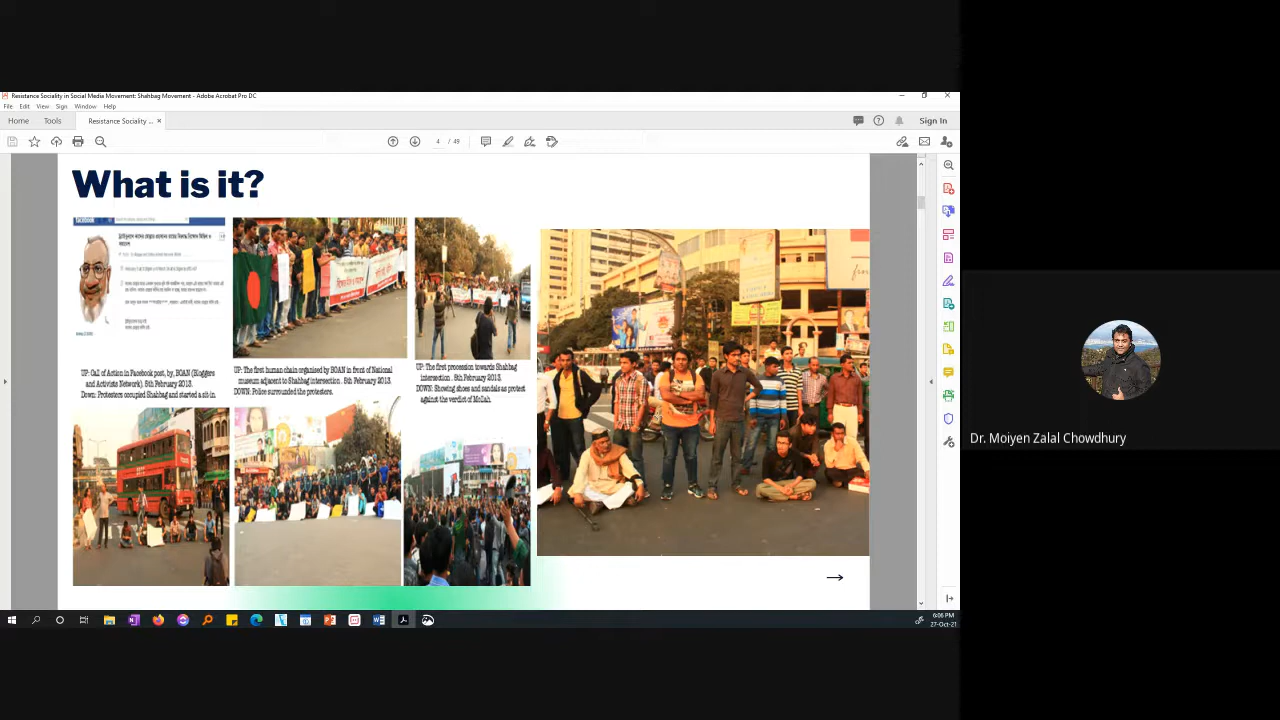 Resistance Sociality in Social Media Movement: Shahbag Movement - Adobe Acrobat Pro DC
File Edit View Sign Window Help
Home Tools Resistance Sociality ... × Sign In
4 / 49
What is it?
facebook
UP: Call of Action in Facebook post, by, BOAN (Bloggers
and Activists Network). 5th February 2013.
Down: Protesters occupied Shahbag and started a sit-in.
UP: The first human chain organised by BOAN in front of National
museum adjacent to Shahbag intersection . 5th February 2013.
DOWN: Police surrounded the protesters.
UP: The first procession towards Shahbag
intersection . 5th February 2013.
DOWN: Showing shoes and sandals as protest
against the verdict of Mollah.
→
6:06 PM
27-Oct-21
Dr. Moiyen Zalal Chowdhury